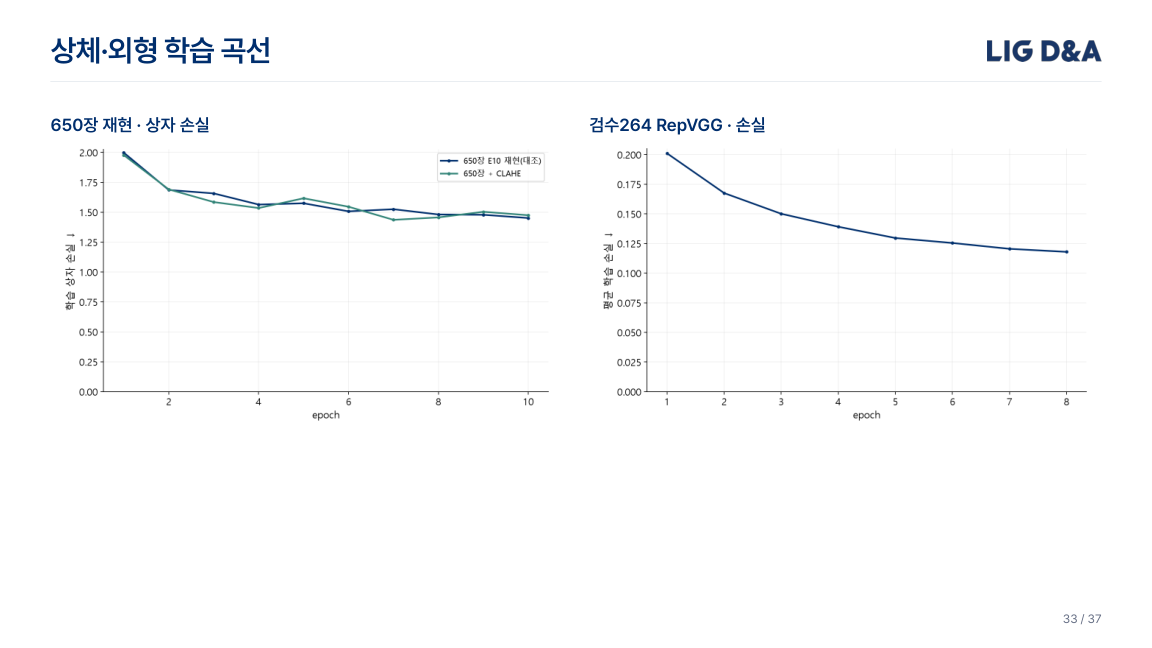 상체·외형 학습 곡선
LIG D&A
650장 재현 · 상자 손실
2.00
1.75
1.50
1.25
1.00
0.75
0.50
0.25
0.00
학습 상자 손실 ↓
650장 E10 재현(대조)
650장 + CLAHE
2
4
6
8
10
epoch
검수264 RepVGG · 손실
0.200
0.175
0.150
0.125
0.100
0.075
0.050
0.025
0.000
평균 학습 손실 ↓
1
2
3
4
5
6
7
8
epoch
33 / 37